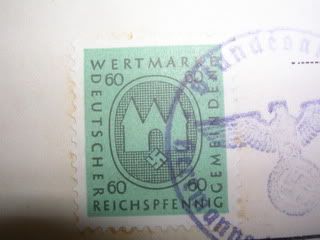 WERTMARKE
60 60
DEUTSCHER
GEMEINDEN
60 60
REICHSPFENNIG